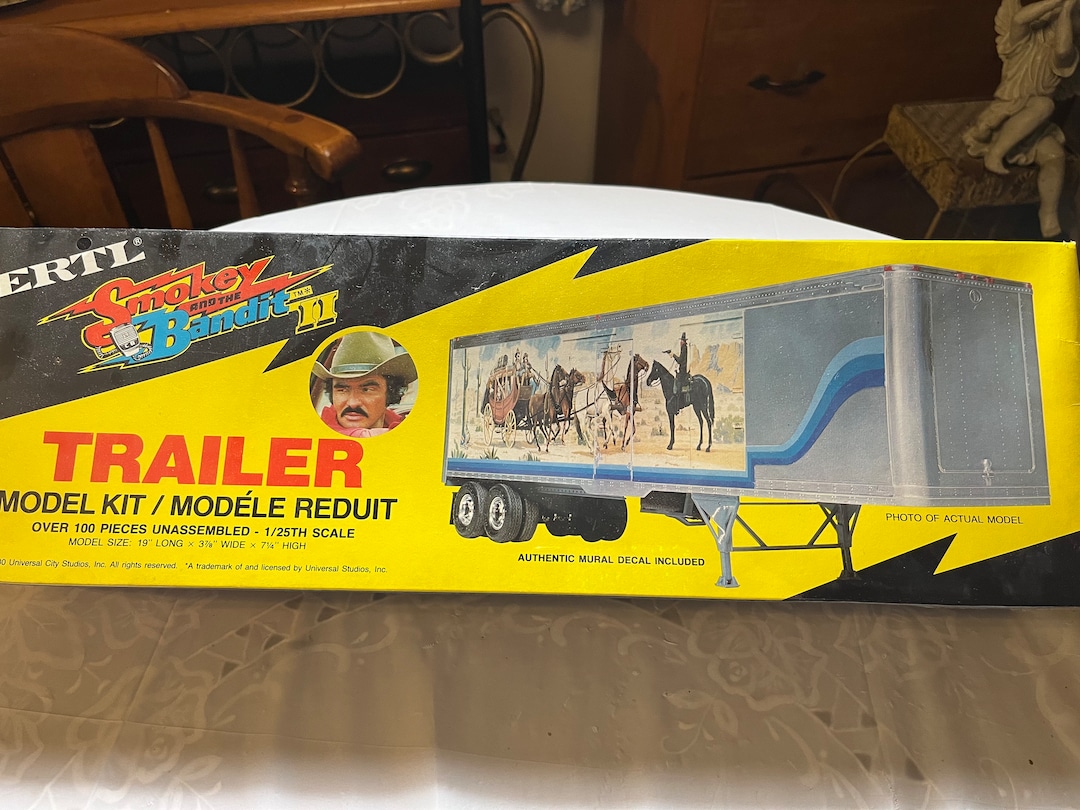 ERTL®
Smokey
AND THE
Bandit™* II
TRAILER
MODEL KIT / MODÉLE REDUIT
OVER 100 PIECES UNASSEMBLED - 1/25TH SCALE
MODEL SIZE: 19" LONG × 3⅞" WIDE × 7¼" HIGH
Universal City Studios, Inc. All rights reserved. *A trademark of and licensed by Universal Studios, Inc.
AUTHENTIC MURAL DECAL INCLUDED
PHOTO OF ACTUAL MODEL